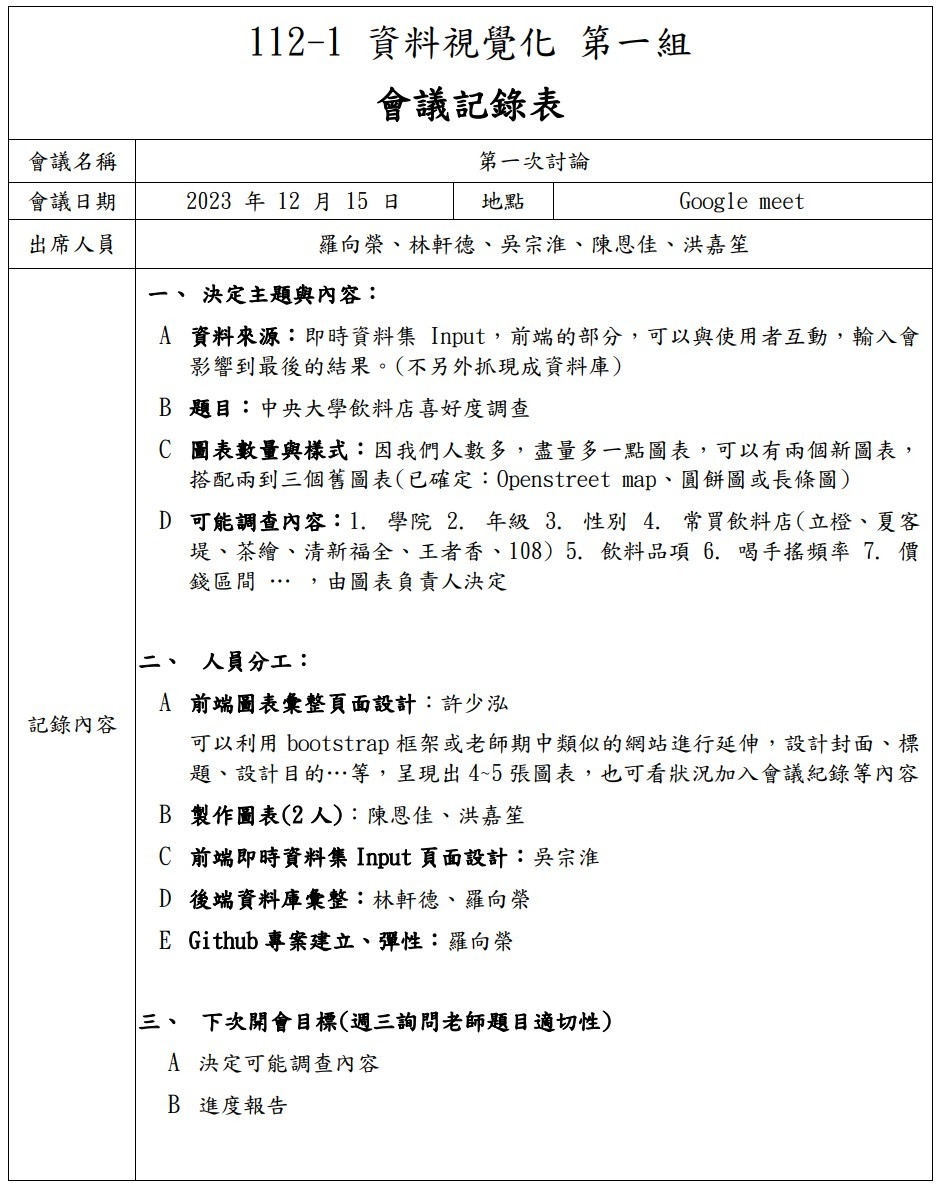 112-1 資料視覺化 第一組
會議記錄表
會議名稱 第一次討論
會議日期 2023 年 12 月 15 日 地點 Google meet
出席人員 羅向榮、林軒德、吳宗淮、陳恩佳、洪嘉笙
記錄內容
一、 決定主題與內容：
A 資料來源：即時資料集 Input，前端的部分，可以與使用者互動，輸入會
影響到最後的結果。(不另外抓現成資料庫)
B 題目：中央大學飲料店喜好度調查
C 圖表數量與樣式：因我們人數多，盡量多一點圖表，可以有兩個新圖表，
搭配兩到三個舊圖表(已確定：Openstreet map、圓餅圖或長條圖)
D 可能調查內容：1. 學院 2. 年級 3. 性別 4. 常買飲料店(立橙、夏客
堤、茶繪、清新福全、王者香、108) 5. 飲料品項 6. 喝手搖頻率 7. 價
錢區間 … ，由圖表負責人決定
二、 人員分工：
A 前端圖表彙整頁面設計：許少泓
可以利用 bootstrap 框架或老師期中類似的網站進行延伸，設計封面、標
題、設計目的…等，呈現出 4~5 張圖表，也可看狀況加入會議紀錄等內容
B 製作圖表(2 人)：陳恩佳、洪嘉笙
C 前端即時資料集 Input 頁面設計：吳宗淮
D 後端資料庫彙整：林軒德、羅向榮
E Github 專案建立、彈性：羅向榮
三、 下次開會目標(週三詢問老師題目適切性)
A 決定可能調查內容
B 進度報告